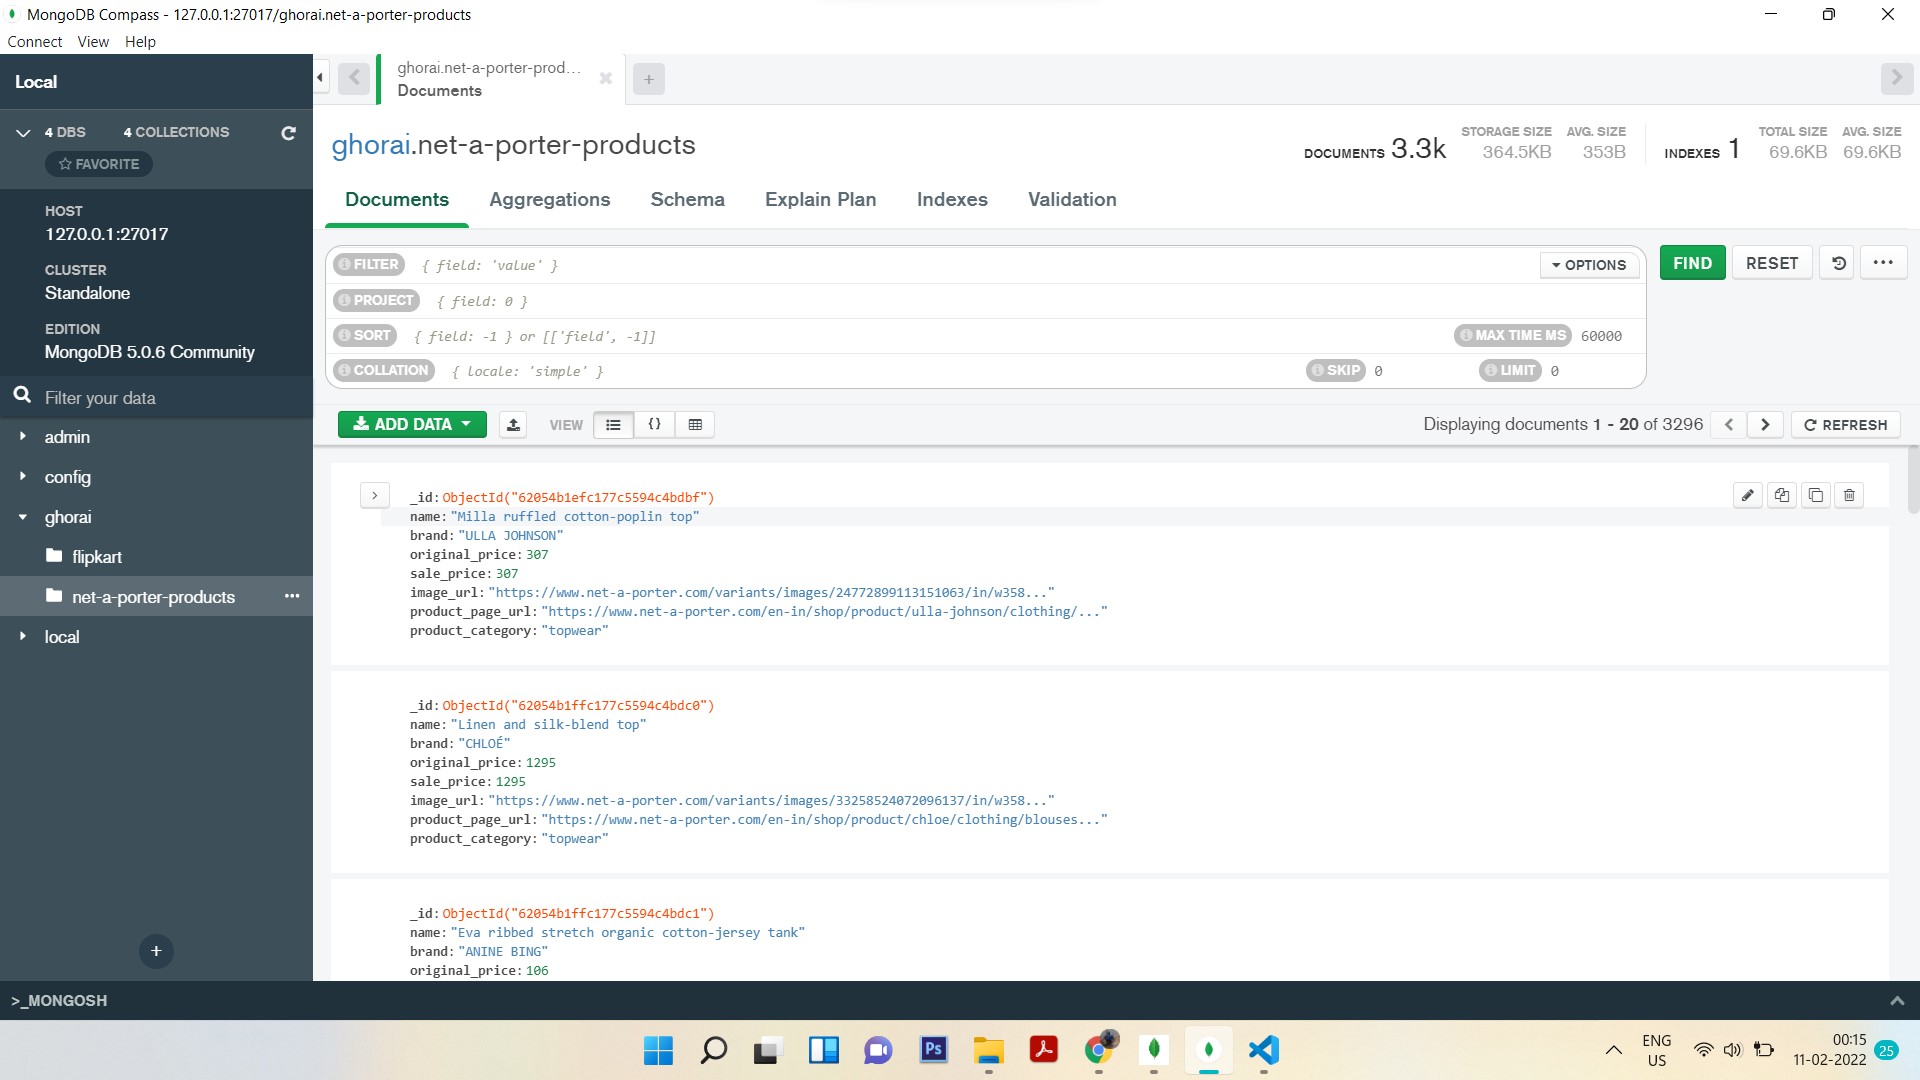 MongoDB Compass - 127.0.0.1:27017/ghorai.net-a-porter-products
Connect View Help
Local
4 DBS 4 COLLECTIONS
FAVORITE
HOST
127.0.0.1:27017
CLUSTER
Standalone
EDITION
MongoDB 5.0.6 Community
Filter your data
admin
config
ghorai
flipkart
net-a-porter-products
local
ghorai.net-a-porter-prod...
Documents
ghorai.net-a-porter-products
DOCUMENTS 3.3k
STORAGE SIZE
364.5KB
AVG. SIZE
353B
INDEXES 1
TOTAL SIZE
69.6KB
AVG. SIZE
69.6KB
Documents Aggregations Schema Explain Plan Indexes Validation
FILTER { field: 'value' } OPTIONS FIND RESET
PROJECT { field: 0 }
SORT { field: -1 } or [['field', -1]] MAX TIME MS 60000
COLLATION { locale: 'simple' } SKIP 0 LIMIT 0
ADD DATA VIEW {} Displaying documents 1 - 20 of 3296 REFRESH
_id: ObjectId("62054b1efc177c5594c4bdbf")
name: "Milla ruffled cotton-poplin top"
brand: "ULLA JOHNSON"
original_price: 307
sale_price: 307
image_url: "https://www.net-a-porter.com/variants/images/24772899113151063/in/w358..."
product_page_url: "https://www.net-a-porter.com/en-in/shop/product/ulla-johnson/clothing/..."
product_category: "topwear"
_id: ObjectId("62054b1ffc177c5594c4bdc0")
name: "Linen and silk-blend top"
brand: "CHLOÉ"
original_price: 1295
sale_price: 1295
image_url: "https://www.net-a-porter.com/variants/images/33258524072096137/in/w358..."
product_page_url: "https://www.net-a-porter.com/en-in/shop/product/chloe/clothing/blouses..."
product_category: "topwear"
_id: ObjectId("62054b1ffc177c5594c4bdc1")
name: "Eva ribbed stretch organic cotton-jersey tank"
brand: "ANINE BING"
original_price: 106
>_MONGOSH
Ps
ENG
US
00:15
11-02-2022
25